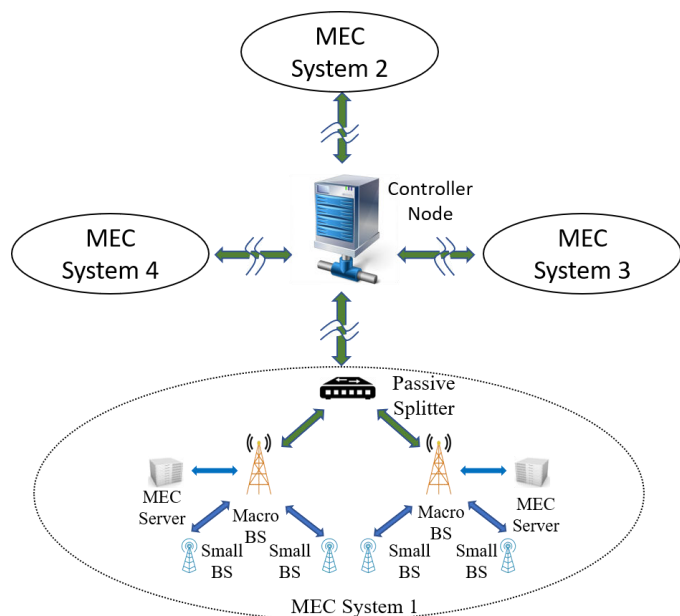 MEC
System 2
Controller
Node
MEC
System 4
MEC
System 3
Passive
Splitter
MEC
Server
Macro
BS
Macro
BS
MEC
Server
Small
BS
Small
BS
Small
BS
Small
BS
MEC System 1